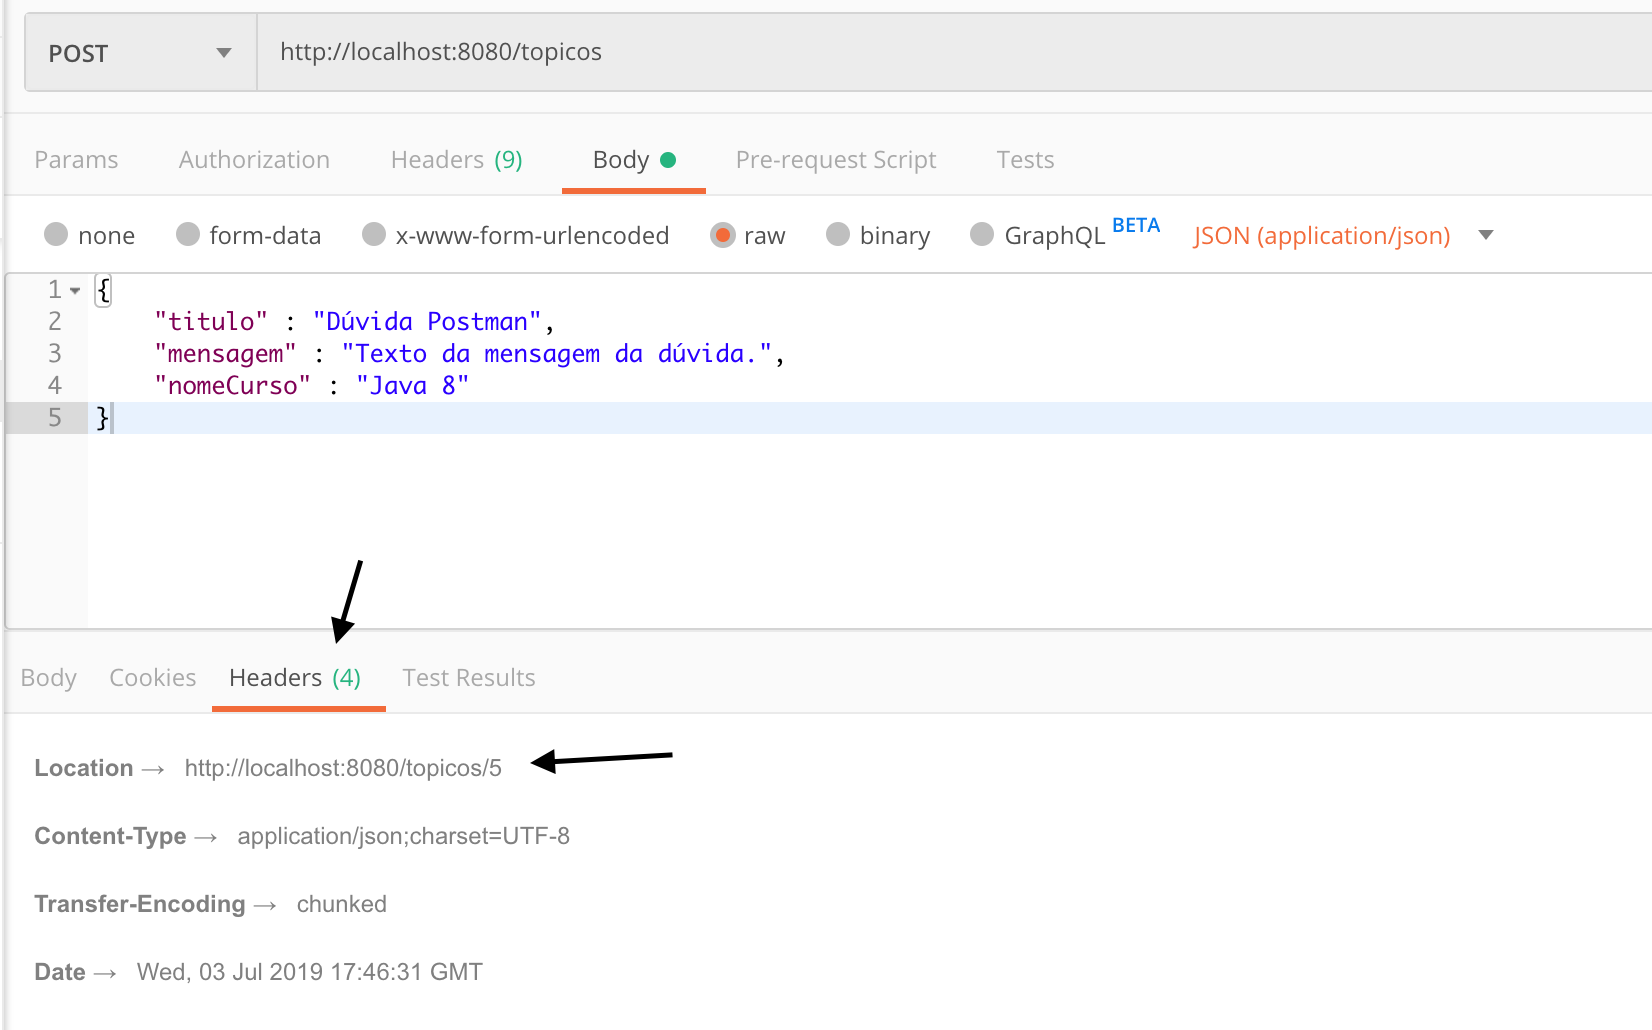 POST http://localhost:8080/topicos
Params Authorization Headers (9) Body Pre-request Script Tests
none form-data x-www-form-urlencoded raw binary GraphQL BETA JSON (application/json)
1 {
2 "titulo" : "Dúvida Postman",
3 "mensagem" : "Texto da mensagem da dúvida.",
4 "nomeCurso" : "Java 8"
5 }
Body Cookies Headers (4) Test Results
Location → http://localhost:8080/topicos/5
Content-Type → application/json;charset=UTF-8
Transfer-Encoding → chunked
Date → Wed, 03 Jul 2019 17:46:31 GMT